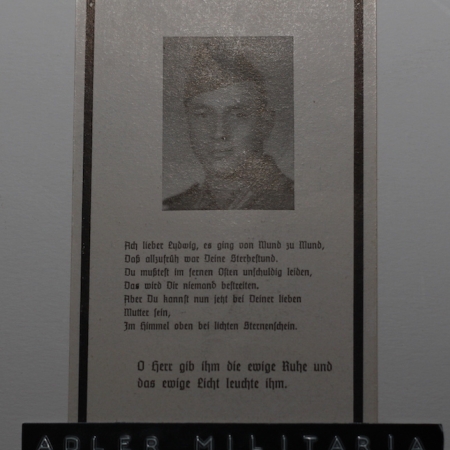 Ach lieber Ludwig, es ging von Mund zu Mund,
Daß allzufrüh war Deine Sterbestund.
Du mußtest im fernen Osten unschuldig leiden,
Das wird Dir niemand bestreiten.
Aber Du kannst nun jetzt bei Deiner lieben
Mutter sein,
Im Himmel oben bei lichten Sternenschein.
O Herr gib ihm die ewige Ruhe und
das ewige Licht leuchte ihm.
ADLER MILITARIA